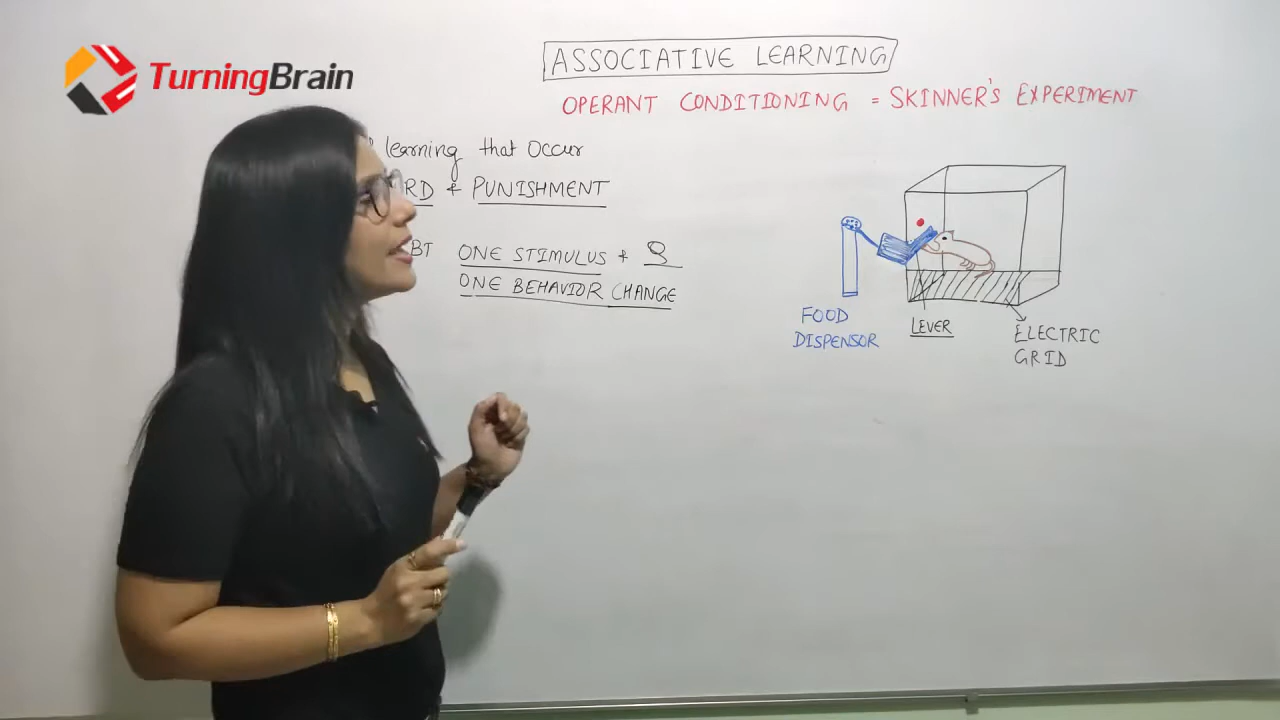 TurningBrain
ASSOCIATIVE LEARNING
OPERANT CONDITIONING = SKINNER'S EXPERIMENT
learning that occur
RD & PUNISHMENT
BT ONE STIMULUS &
ONE BEHAVIOR CHANGE
FOOD
DISPENSOR
LEVER
ELECTRIC
GRID